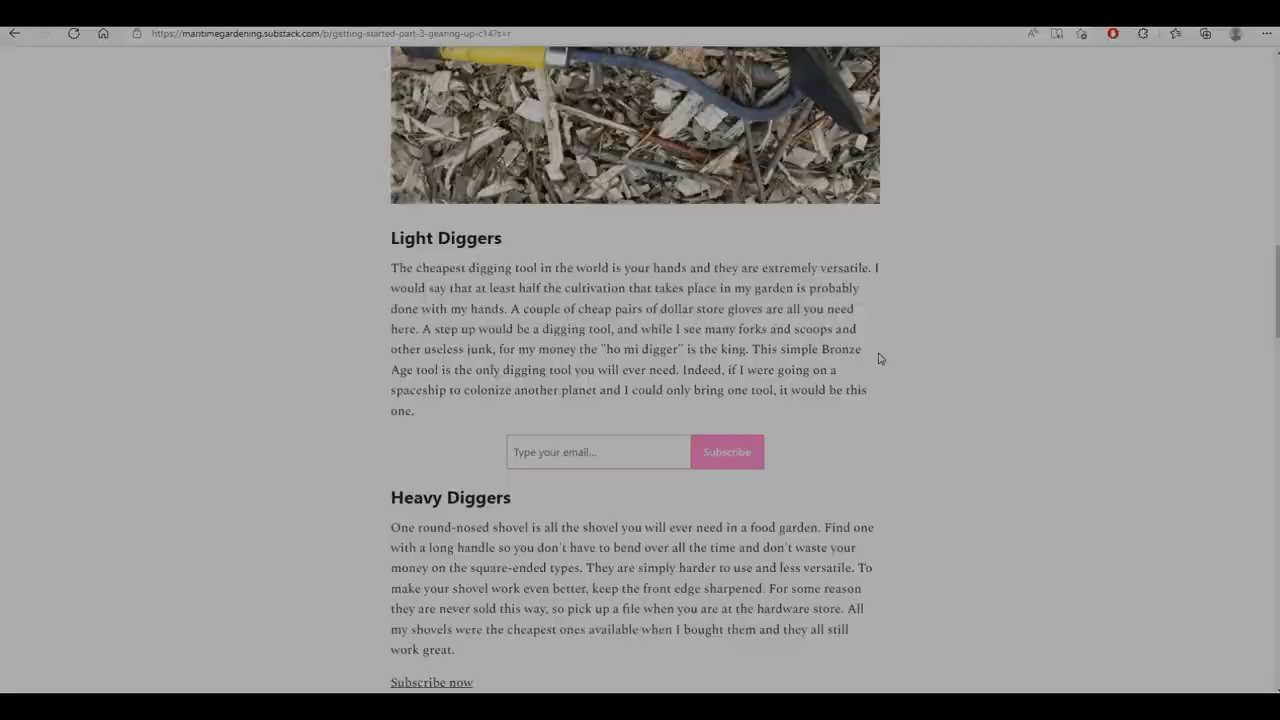 https://maritimegardening.substack.com/p/getting-started-part-3-gearing-up-c14?s=r
Light Diggers
The cheapest digging tool in the world is your hands and they are extremely versatile. I
would say that at least half the cultivation that takes place in my garden is probably
done with my hands. A couple of cheap pairs of dollar store gloves are all you need
here. A step up would be a digging tool, and while I see many forks and scoops and
other useless junk, for my money the "ho mi digger" is the king. This simple Bronze
Age tool is the only digging tool you will ever need. Indeed, if I were going on a
spaceship to colonize another planet and I could only bring one tool, it would be this
one.
Type your email...
Subscribe
Heavy Diggers
One round-nosed shovel is all the shovel you will ever need in a food garden. Find one
with a long handle so you don't have to bend over all the time and don't waste your
money on the square-ended types. They are simply harder to use and less versatile. To
make your shovel work even better, keep the front edge sharpened. For some reason
they are never sold this way, so pick up a file when you are at the hardware store. All
my shovels were the cheapest ones available when I bought them and they all still
work great.
Subscribe now